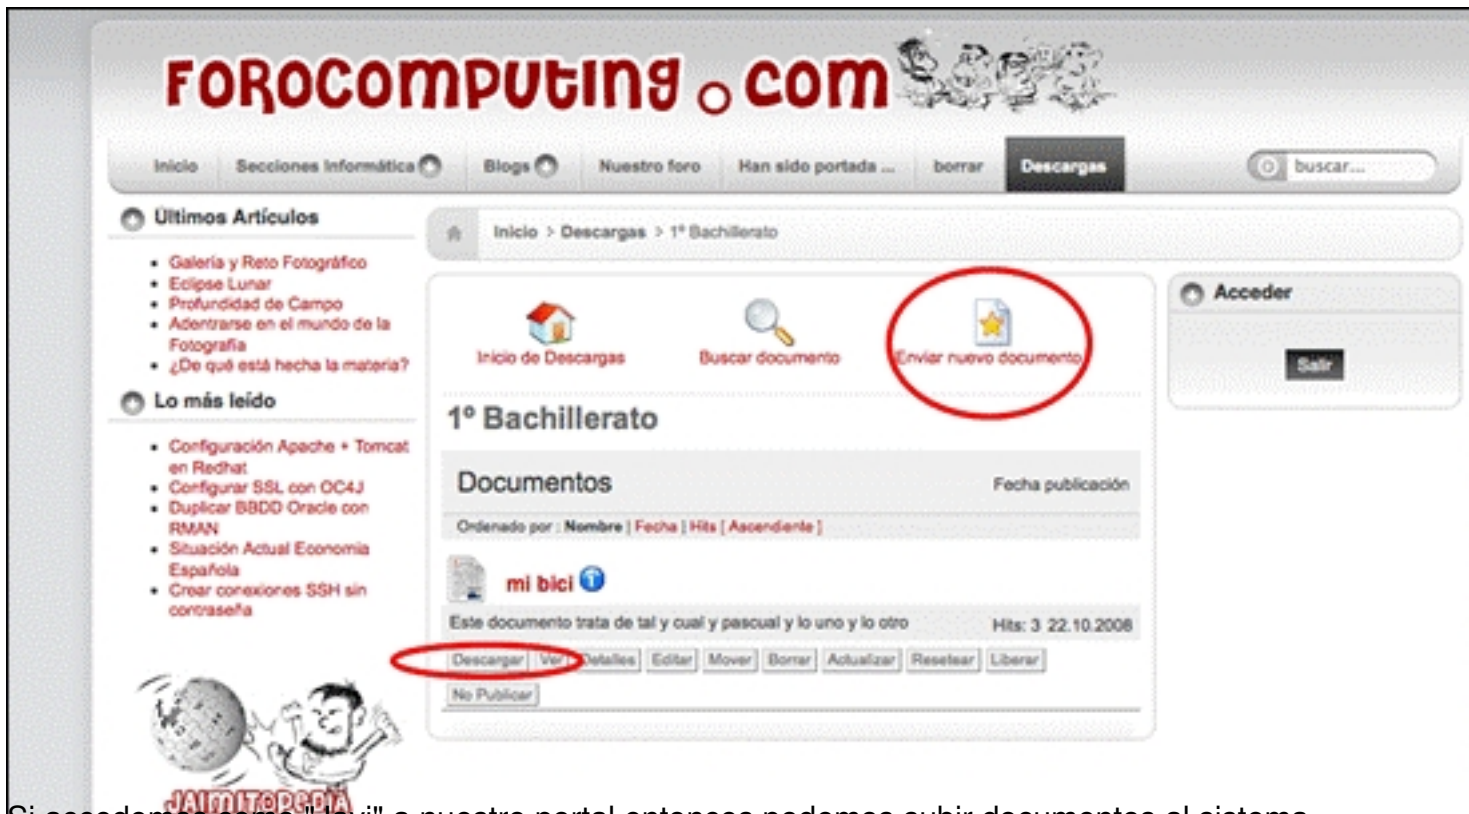 FOROCOMPUTING.COM
Inicio Secciones Informática Blogs Nuestro foro Han sido portada ... borrar Descargas buscar...
Últimos Artículos
Galería y Reto Fotográfico
Eclipse Lunar
Profundidad de Campo
Adentrarse en el mundo de la
Fotografía
¿De qué está hecha la materia?
Lo más leído
Configuración Apache + Tomcat
en Redhat
Configurar SSL con OC4J
Duplicar BBDD Oracle con
RMAN
Situación Actual Economia
Española
Crear conexiones SSH sin
contraseña
JAIMITOPEDIA
Inicio > Descargas > 1º Bachillerato
Inicio de Descargas Buscar documento Enviar nuevo documento
1º Bachillerato
Documentos Fecha publicación
Ordenado por : Nombre | Fecha | Hits [ Ascendiente ]
mi bici
Este documento trata de tal y cual y pascual y lo uno y lo otro Hits: 3 22.10.2008
Descargar Ver Detalles Editar Mover Borrar Actualizar Resetear Liberar
No Publicar
Acceder
Salir
Si accedemos como "Javi" a nuestro portal entonces podemos subir documentos al sistema